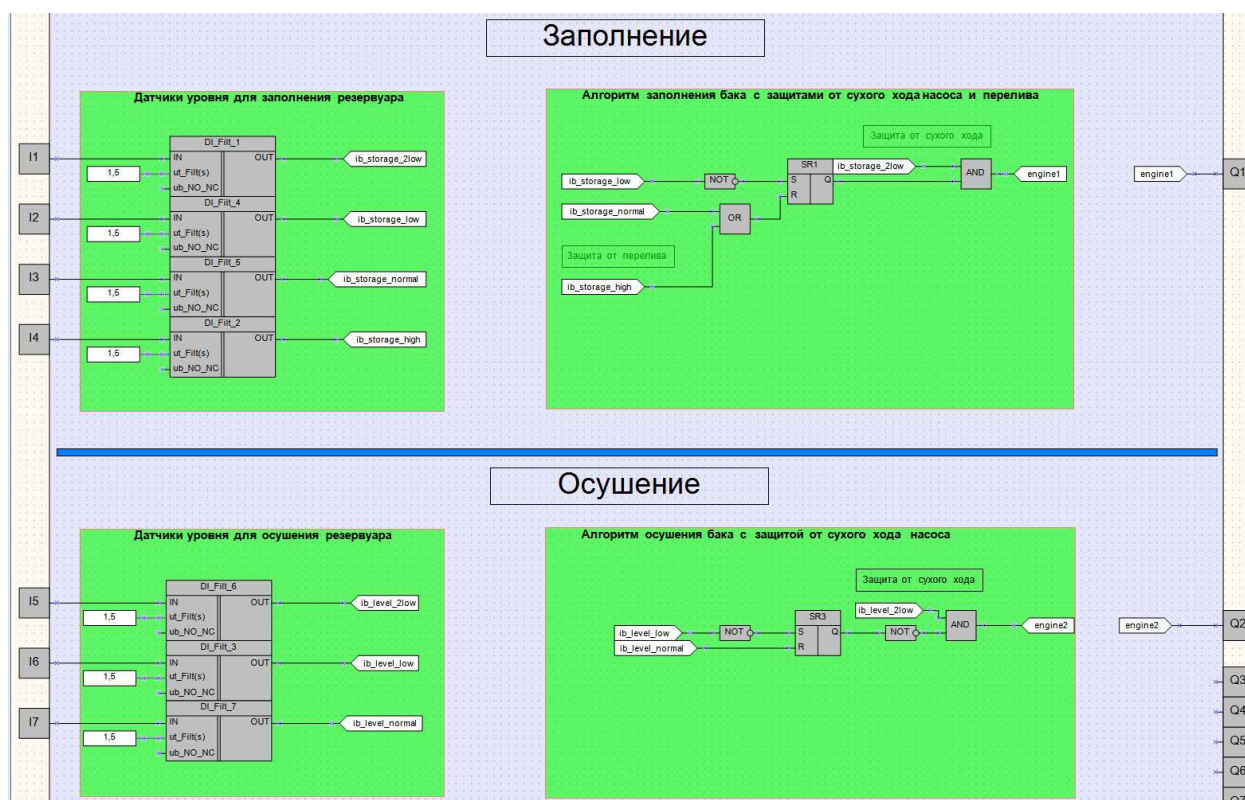 Заполнение
Датчики уровня для заполнения резервуара
I1
DI_Filt_1
IN OUT
ib_storage_2low
1,5
ut_Filt(s)
ub_NO_NC
I2
DI_Filt_4
IN OUT
ib_storage_low
1,5
ut_Filt(s)
ub_NO_NC
I3
DI_Filt_5
IN OUT
ib_storage_normal
1,5
ut_Filt(s)
ub_NO_NC
I4
DI_Filt_2
IN OUT
ib_storage_high
1,5
ut_Filt(s)
ub_NO_NC
Алгоритм заполнения бака с защитами от сухого хода насоса и перелива
Защита от сухого хода
ib_storage_low
NOT
SR1
S Q
R
ib_storage_2low
AND
engine1
ib_storage_normal
OR
Защита от перелива
ib_storage_high
engine1
Q1
Осушение
Датчики уровня для осушения резервуара
I5
DI_Filt_6
IN OUT
ib_level_2low
1,5
ut_Filt(s)
ub_NO_NC
I6
DI_Filt_3
IN OUT
ib_level_low
1,5
ut_Filt(s)
ub_NO_NC
I7
DI_Filt_7
IN OUT
ib_level_normal
1,5
ut_Filt(s)
ub_NO_NC
Алгоритм осушения бака с защитой от сухого хода насоса
Защита от сухого хода
ib_level_low
NOT
SR3
S Q
R
ib_level_2low
NOT
AND
engine2
ib_level_normal
engine2
Q2
Q3
Q4
Q5
Q6
Q7